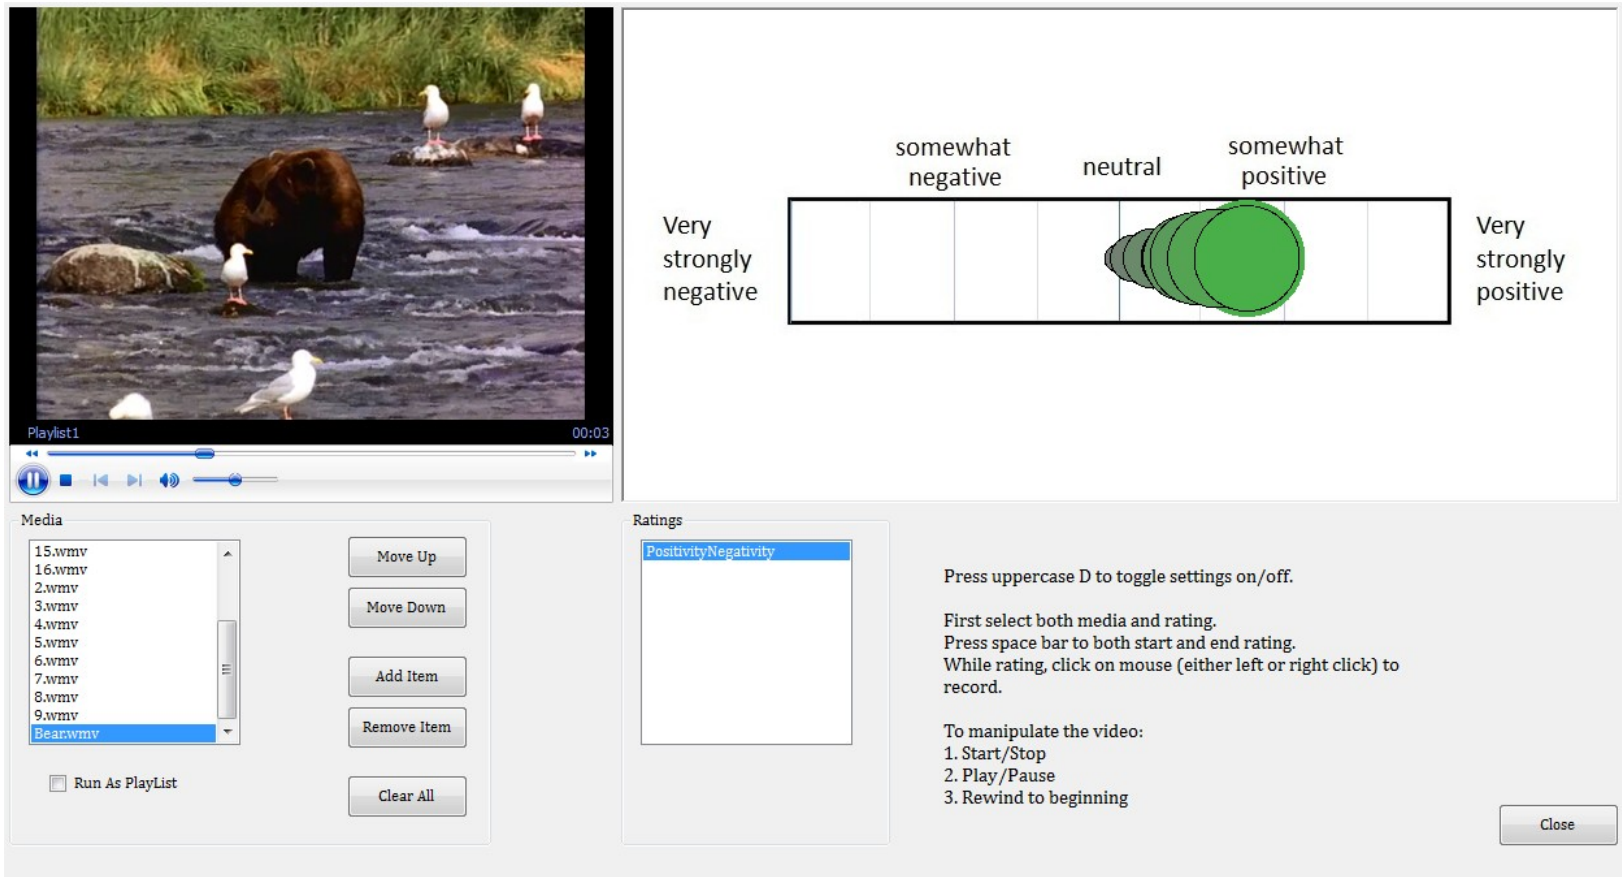 somewhat
negative
neutral
somewhat
positive
Very
strongly
negative
Very
strongly
positive
Playlist1
00:03
Media
15.wmv
16.wmv
2.wmv
3.wmv
4.wmv
5.wmv
6.wmv
7.wmv
8.wmv
9.wmv
Bear.wmv
Move Up
Move Down
Add Item
Remove Item
Clear All
Run As PlayList
Ratings
PositivityNegativity
Press uppercase D to toggle settings on/off.
First select both media and rating.
Press space bar to both start and end rating.
While rating, click on mouse (either left or right click) to
record.
To manipulate the video:
1. Start/Stop
2. Play/Pause
3. Rewind to beginning
Close